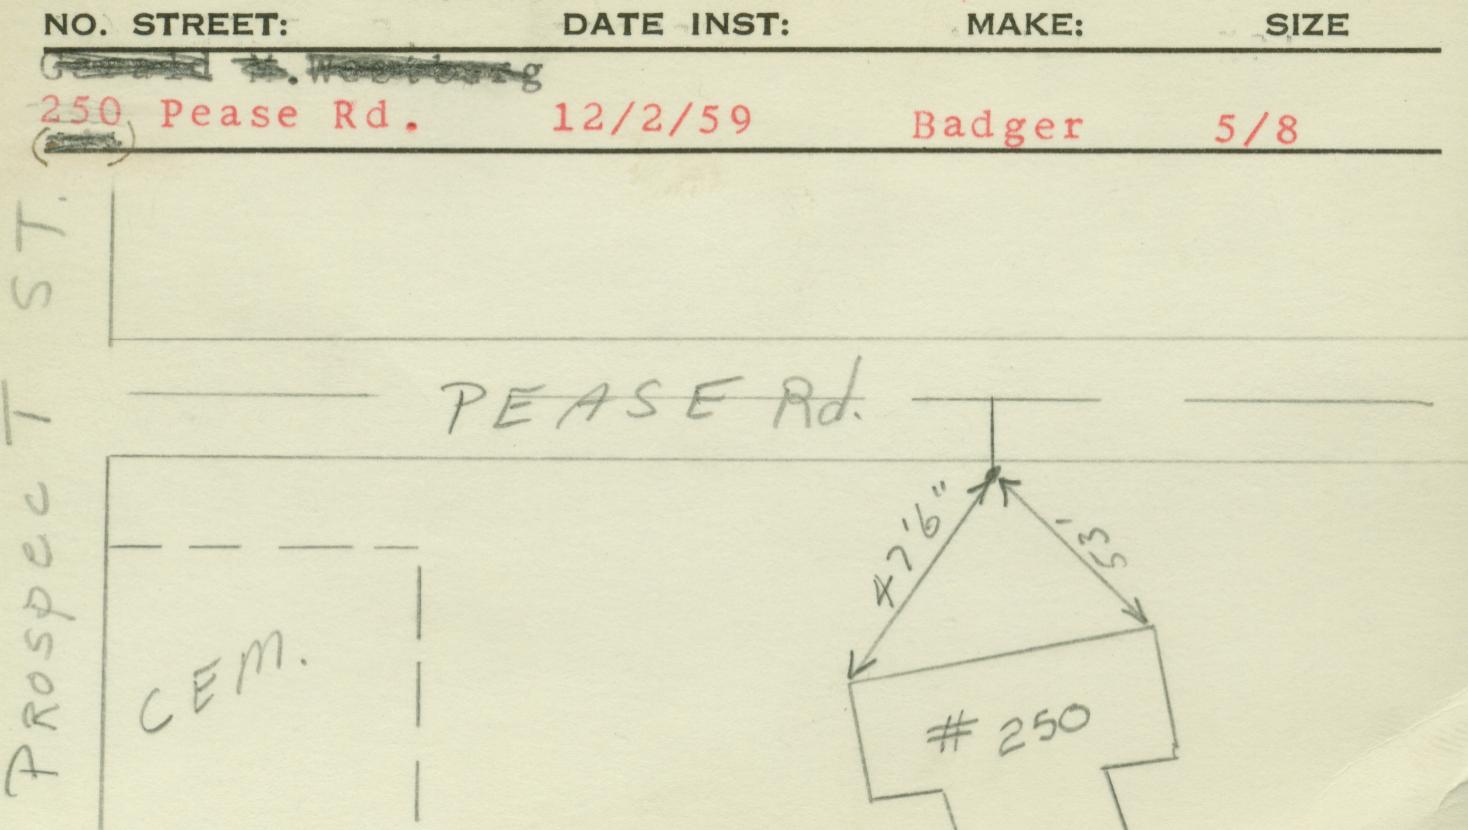 NO. STREET: DATE INST: MAKE: SIZE
250 Pease Rd. 12/2/59 Badger 5/8
PROSPECT ST.
PEASE Rd.
47'6"
53'
CEM.
# 250